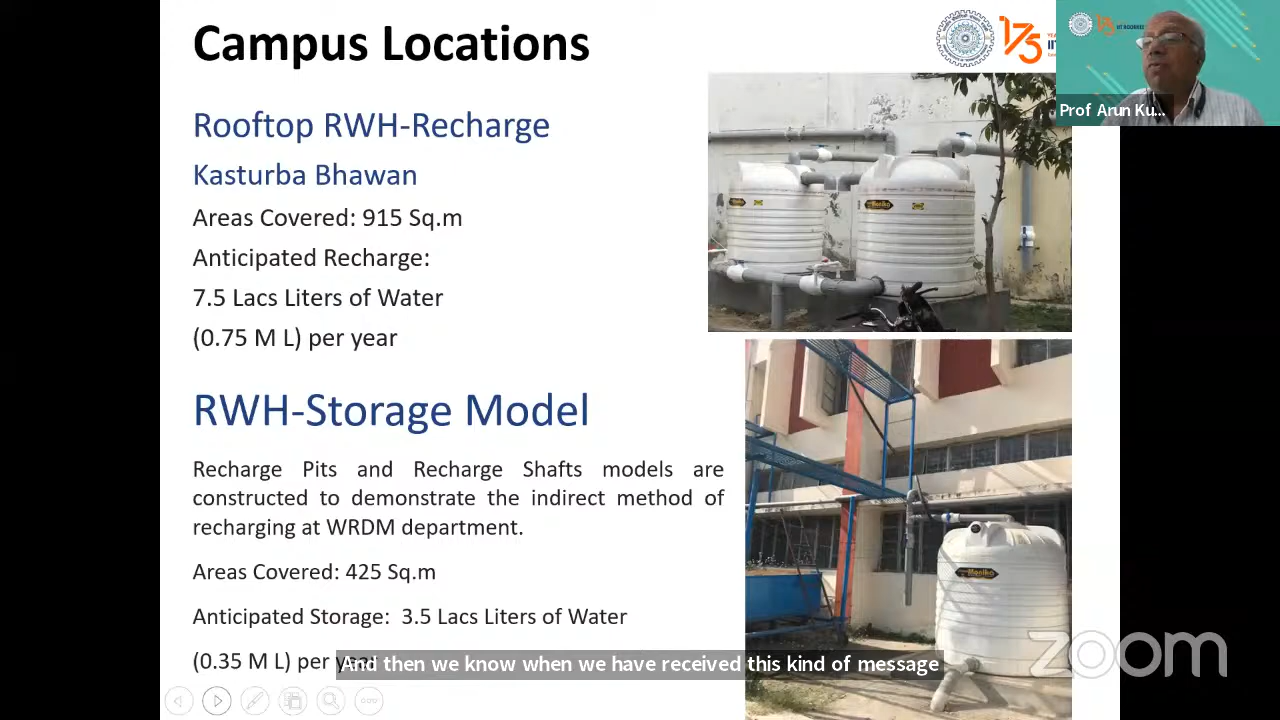 Campus Locations
175
IIT ROORKEE
Prof Arun Ku...
Rooftop RWH-Recharge
Kasturba Bhawan
Areas Covered: 915 Sq.m
Anticipated Recharge:
7.5 Lacs Liters of Water
(0.75 M L) per year
RWH-Storage Model
Recharge Pits and Recharge Shafts models are
constructed to demonstrate the indirect method of
recharging at WRDM department.
Areas Covered: 425 Sq.m
Anticipated Storage: 3.5 Lacs Liters of Water
(0.35 M L) per
And then we know when we have received this kind of message
zoom